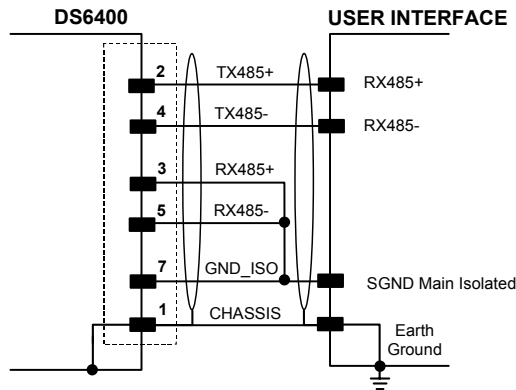 DS6400 USER INTERFACE
2 TX485+ RX485+
4 TX485- RX485-
3 RX485+
5 RX485-
7 GND_ISO SGND Main Isolated
1 CHASSIS
Earth
Ground